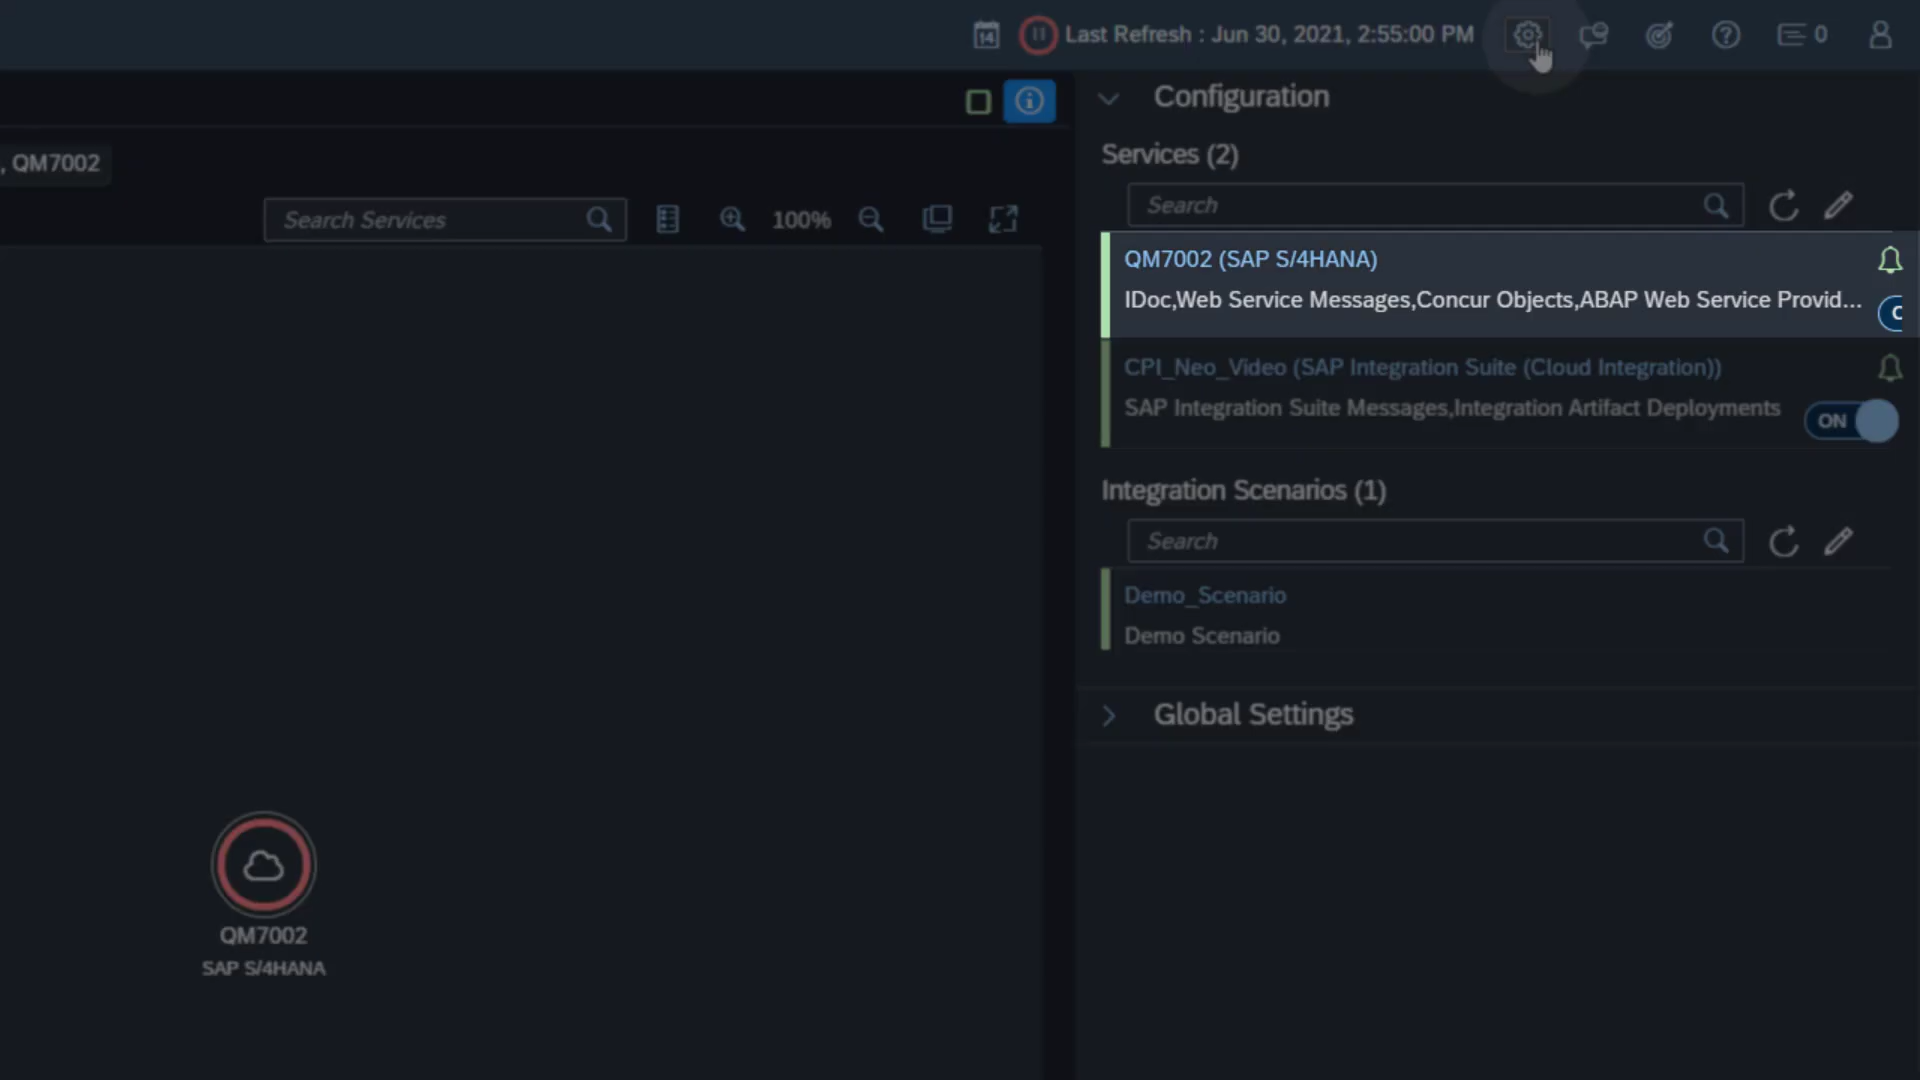 14
Last Refresh : Jun 30, 2021, 2:55:00 PM
0
Configuration
, QM7002
Services (2)
Search
Search Services
100%
QM7002 (SAP S/4HANA)
IDoc,Web Service Messages,Concur Objects,ABAP Web Service Provid...
CPI_Neo_Video (SAP Integration Suite (Cloud Integration))
SAP Integration Suite Messages,Integration Artifact Deployments
ON
Integration Scenarios (1)
Search
Demo_Scenario
Demo Scenario
Global Settings
QM7002
SAP S/4HANA